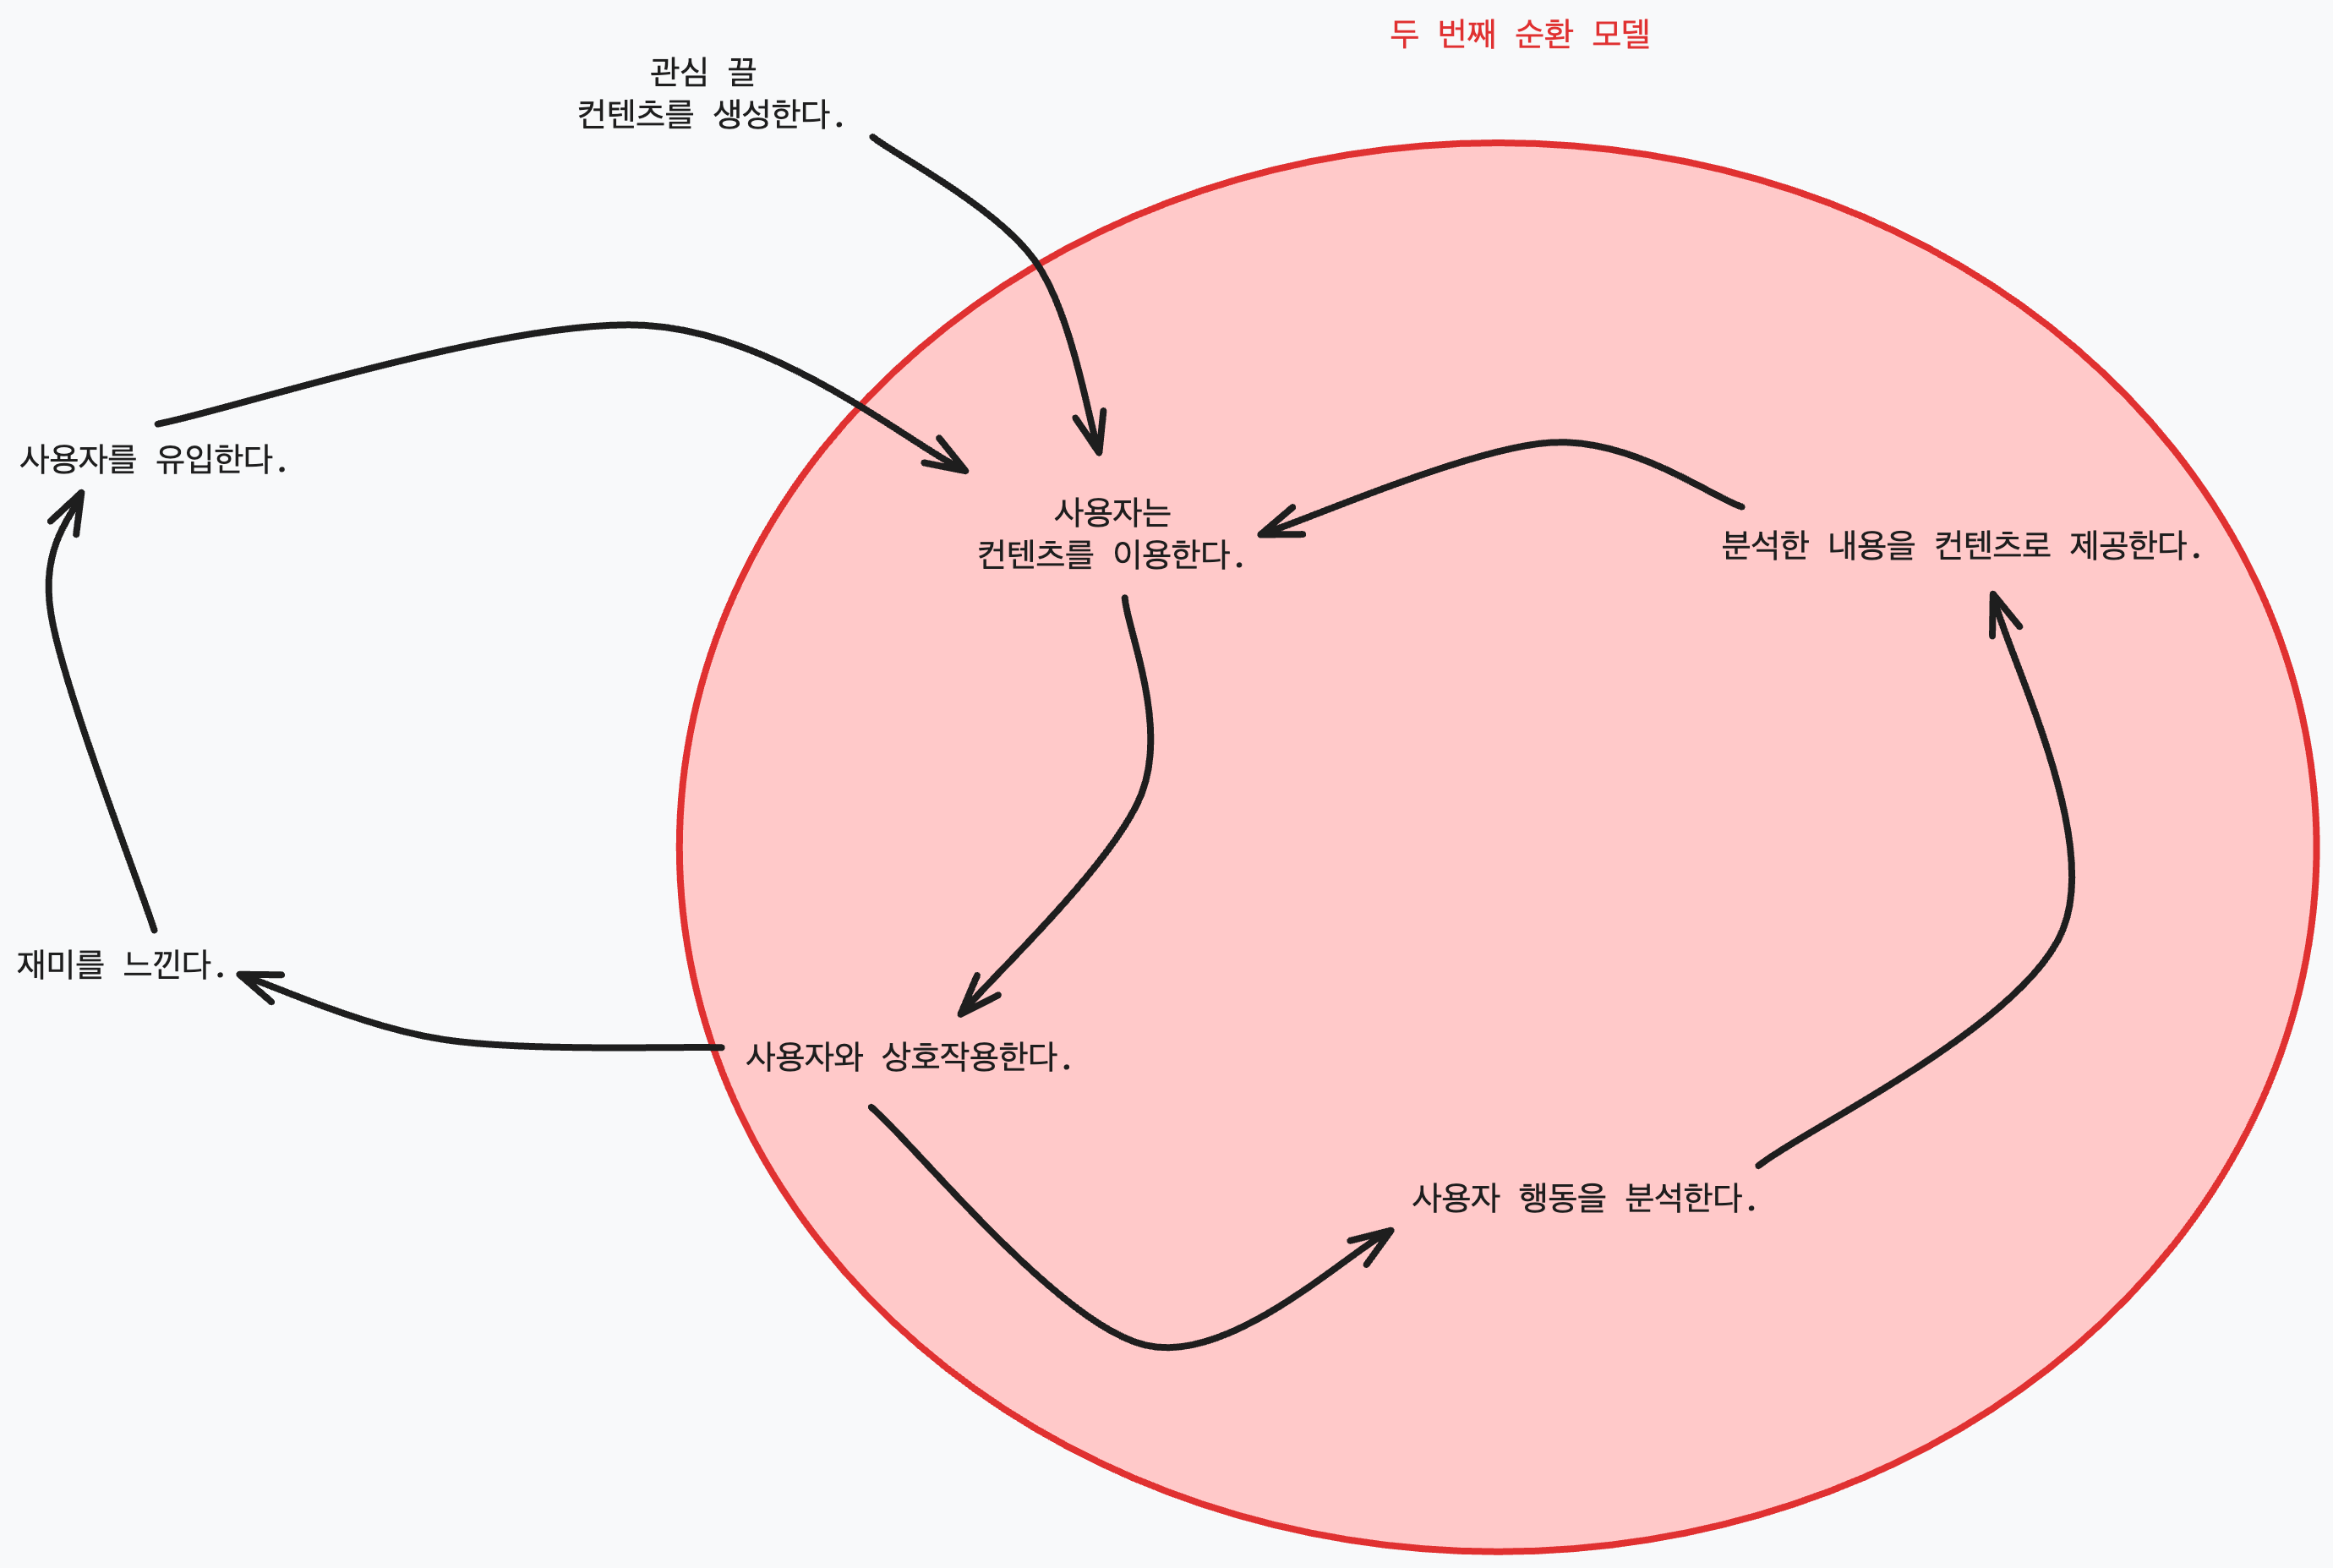 두 번째 순환 모델
관심 끌
컨텐츠를 생성한다.
사용자를 유입한다.
사용자는
컨텐츠를 이용한다.
분석한 내용을 컨텐츠로 제공한다.
재미를 느낀다.
사용자와 상호작용한다.
사용자 행동을 분석한다.